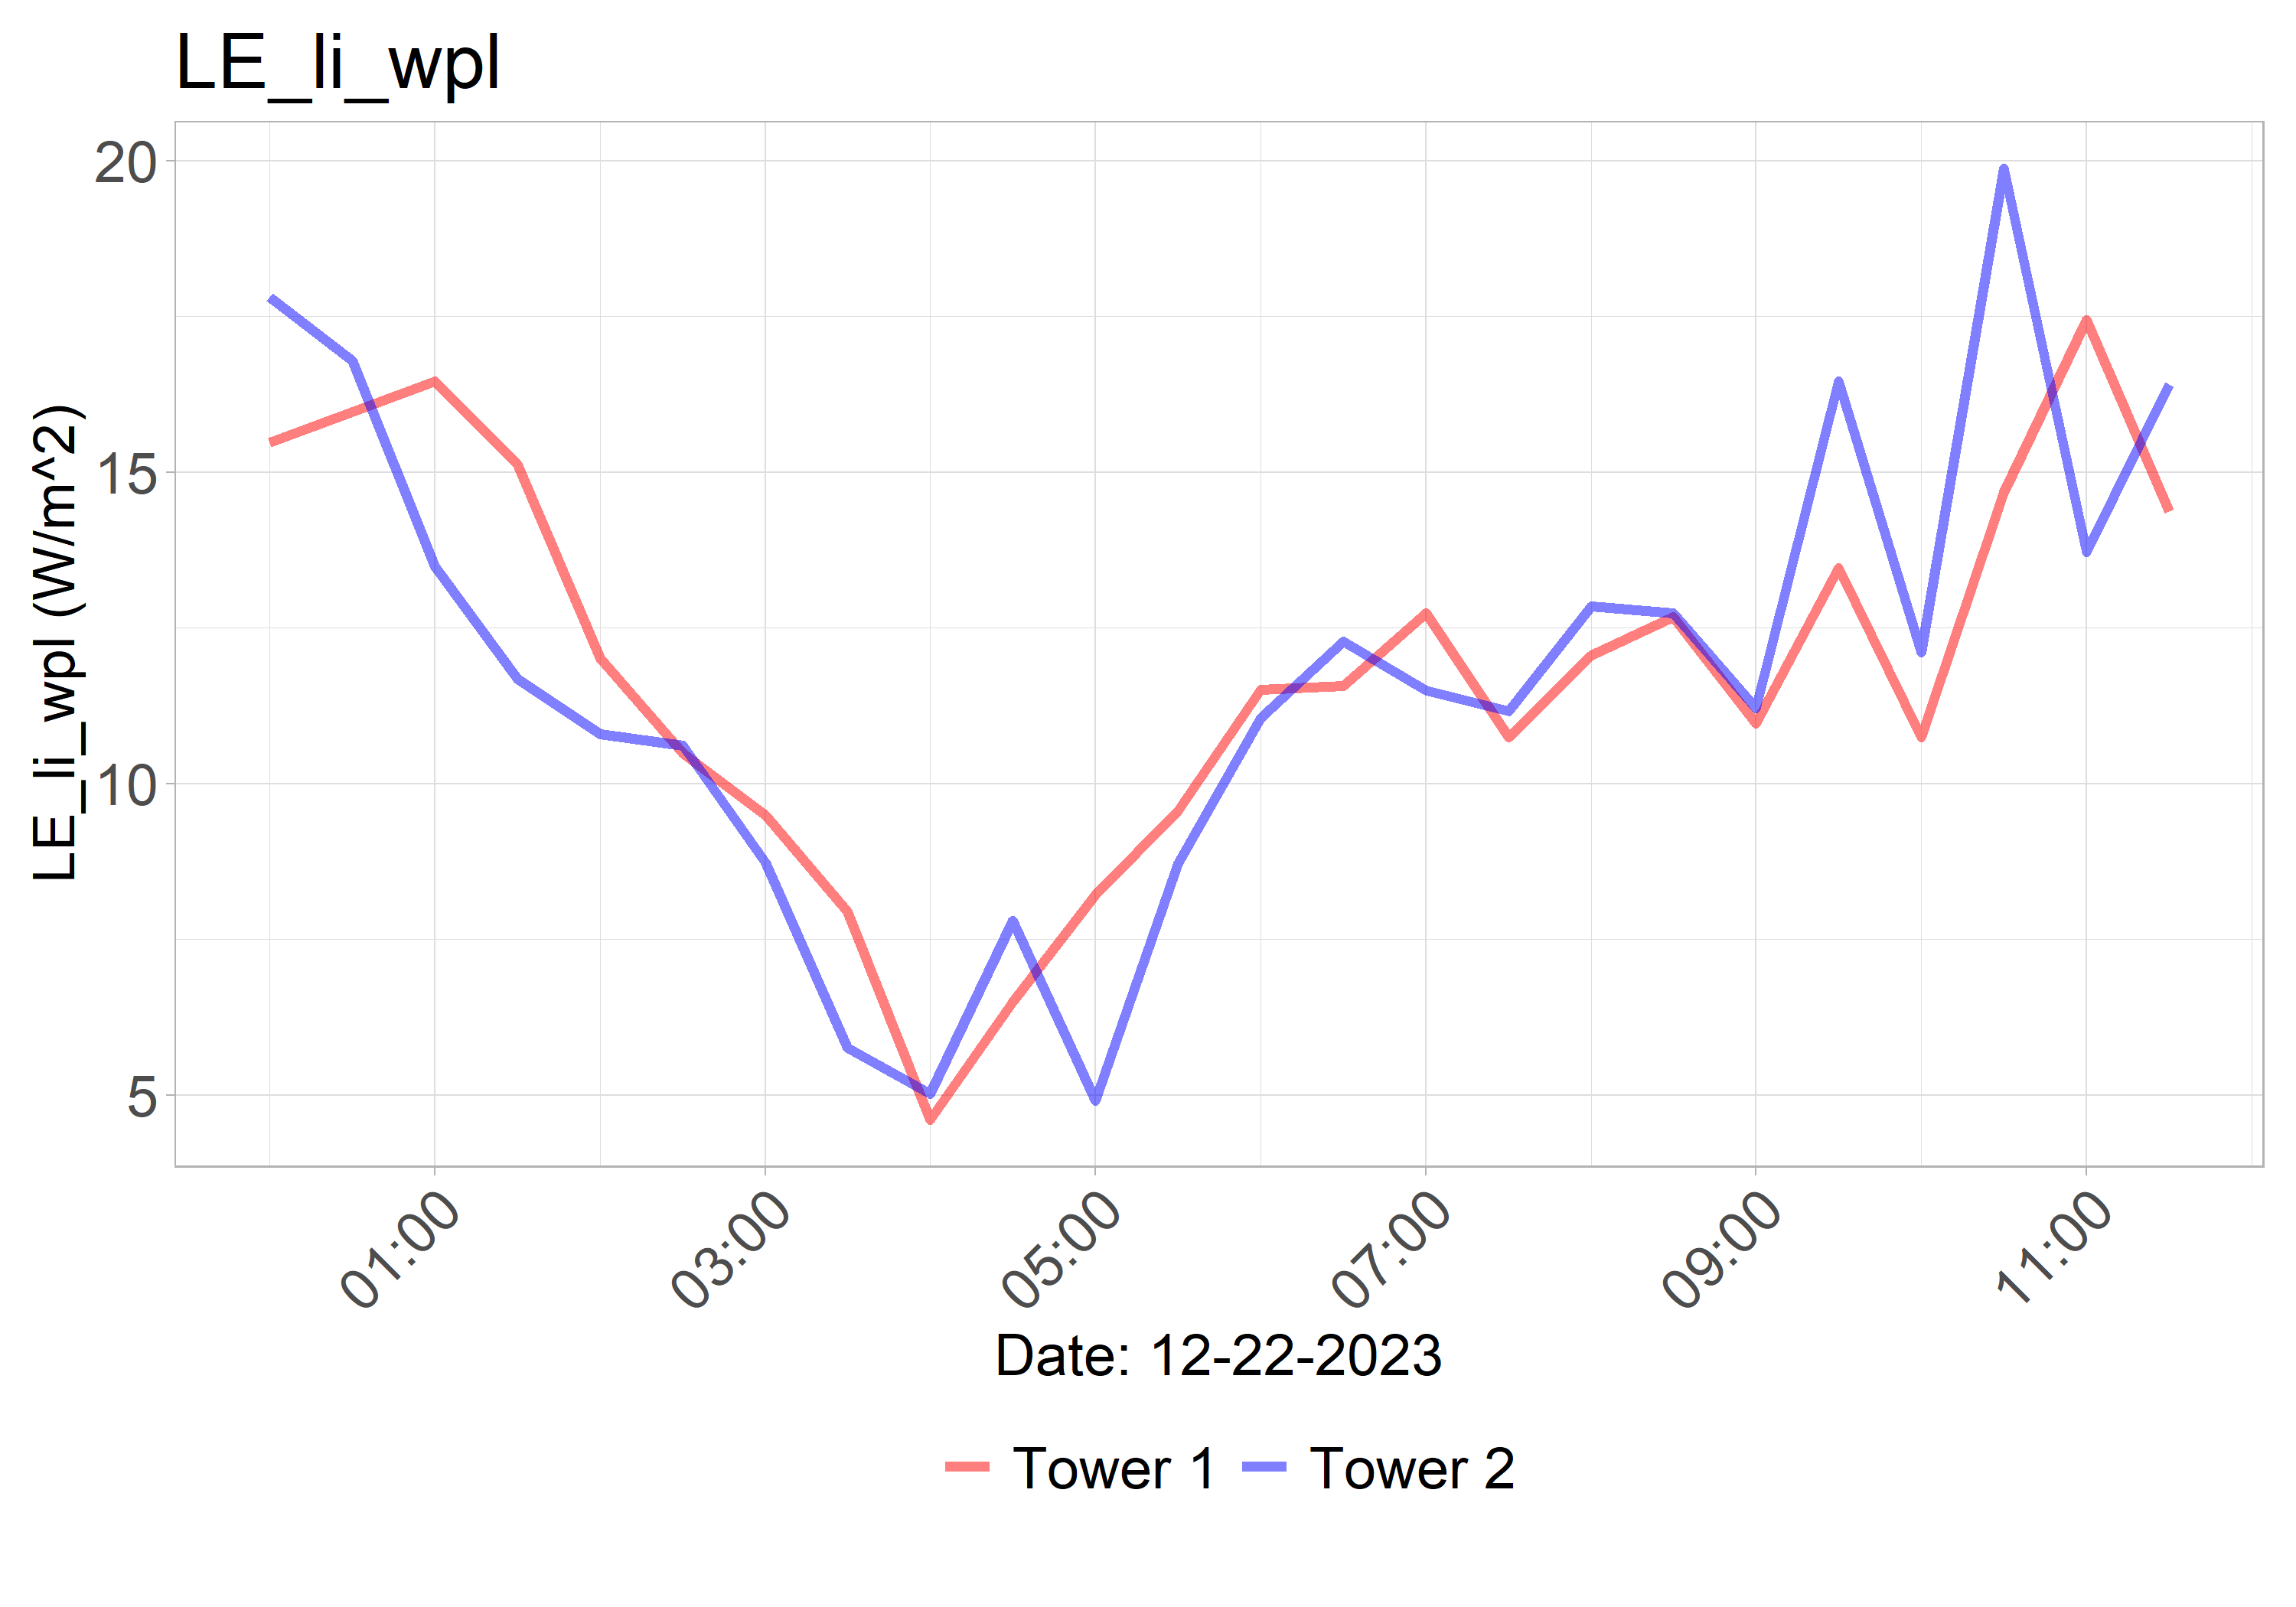 LE_li_wpl
LE_li_wpl (W/m^2)
20
15
10
5
01:00 03:00 05:00 07:00 09:00 11:00
Date: 12-22-2023
Tower 1 Tower 2